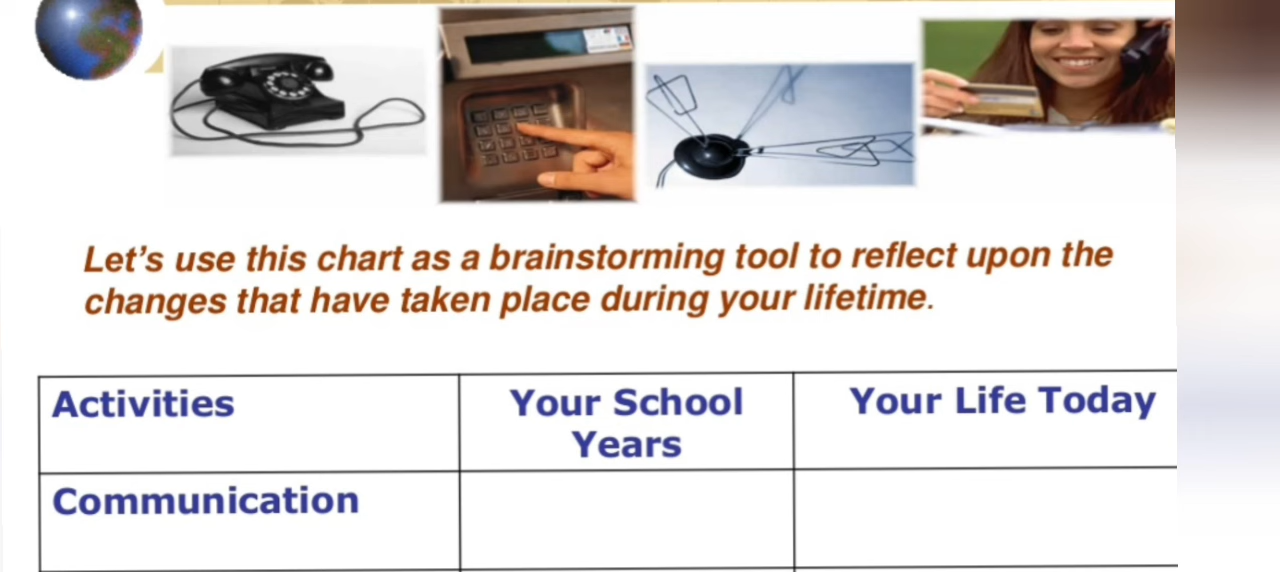 Let’s use this chart as a brainstorming tool to reflect upon the
changes that have taken place during your lifetime.
Activities
Your School
Years
Your Life Today
Communication